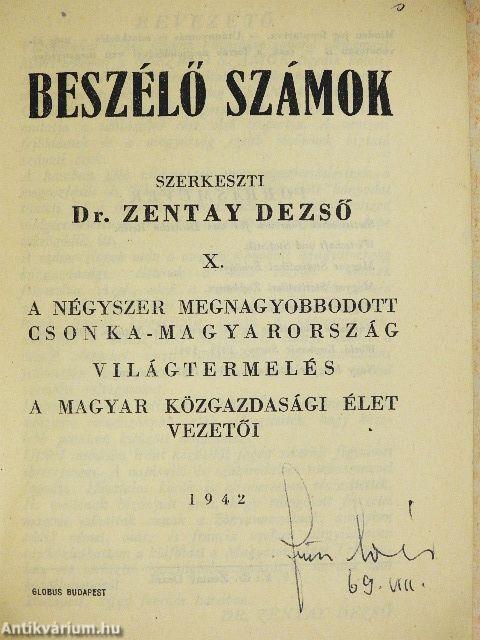 BESZÉLŐ SZÁMOK
SZERKESZTI
Dr. ZENTAY DEZSŐ
X.
A NÉGYSZER MEGNAGYOBBODOTT
CSONKA-MAGYARORSZÁG
VILÁGTERMELÉS
A MAGYAR KÖZGAZDASÁGI ÉLET
VEZETŐI
1942
69. VIII.
GLOBUS BUDAPEST
Antikvárium.hu